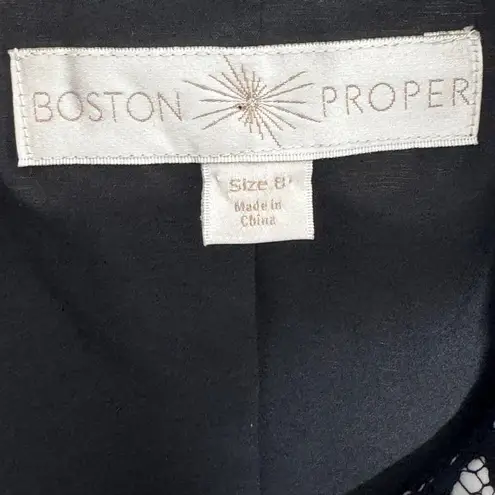 BOSTON PROPER
Size 8
Made in
China